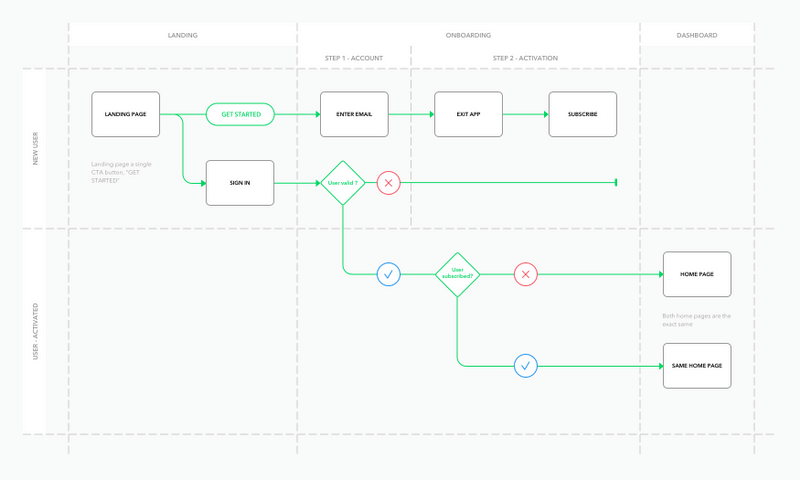 LANDING
ONBOARDING
DASHBOARD
STEP 1 - ACCOUNT
STEP 2 - ACTIVATION
NEW USER
LANDING PAGE
GET STARTED
ENTER EMAIL
EXIT APP
SUBSCRIBE
Landing page a single
CTA button, "GET
STARTED"
SIGN IN
User valid ?
USER - ACTIVATED
User
subscribed?
HOME PAGE
Both home pages are the
exact same
SAME HOME PAGE